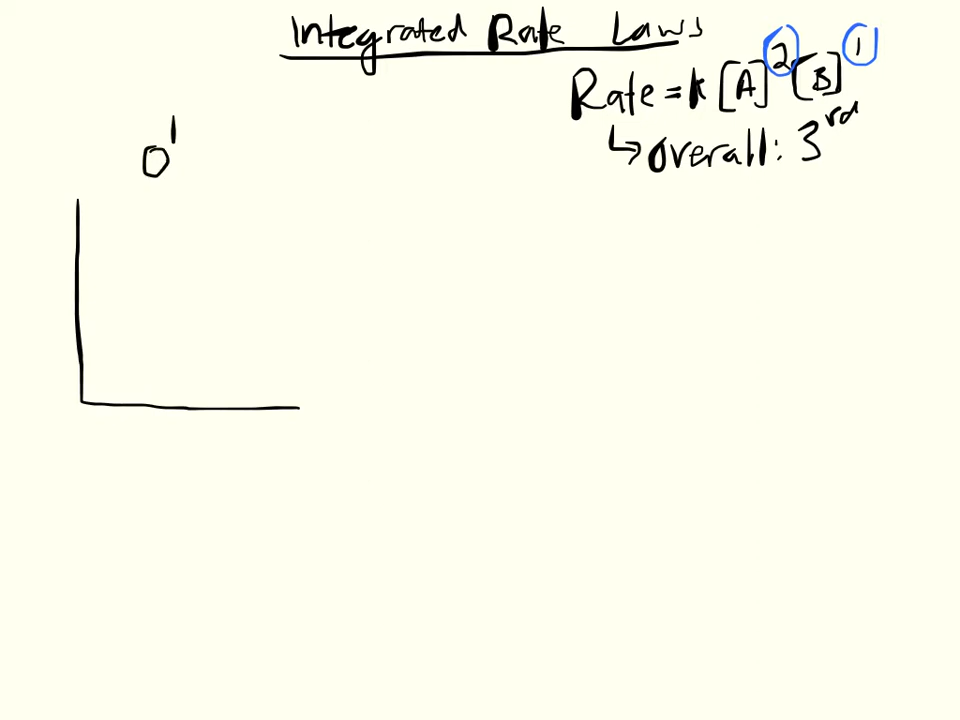 Integrated Rate Laws
Rate = k [A]² [B]¹
↳ overall: 3rd
0'